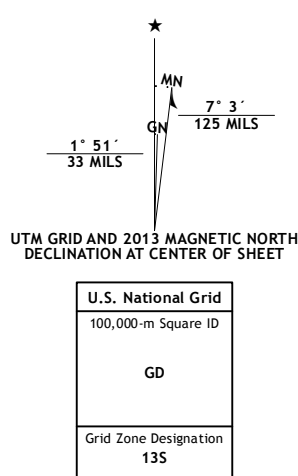 ★
MN
GN
7° 3´
125 MILS
1° 51´
33 MILS
UTM GRID AND 2013 MAGNETIC NORTH
DECLINATION AT CENTER OF SHEET
U.S. National Grid
100,000-m Square ID
GD
Grid Zone Designation
13S